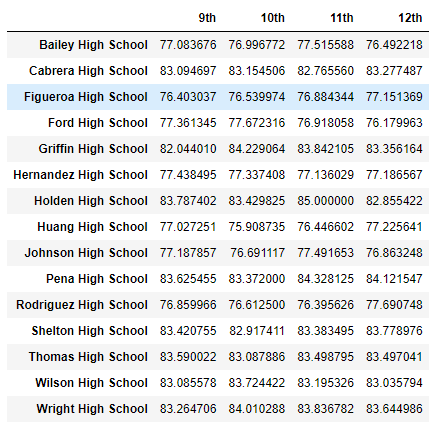 9th 10th 11th 12th
Bailey High School 77.083676 76.996772 77.515588 76.492218
Cabrera High School 83.094697 83.154506 82.765560 83.277487
Figueroa High School 76.403037 76.539974 76.884344 77.151369
Ford High School 77.361345 77.672316 76.918058 76.179963
Griffin High School 82.044010 84.229064 83.842105 83.356164
Hernandez High School 77.438495 77.337408 77.136029 77.186567
Holden High School 83.787402 83.429825 85.000000 82.855422
Huang High School 77.027251 75.908735 76.446602 77.225641
Johnson High School 77.187857 76.691117 77.491653 76.863248
Pena High School 83.625455 83.372000 84.328125 84.121547
Rodriguez High School 76.859966 76.612500 76.395626 77.690748
Shelton High School 83.420755 82.917411 83.383495 83.778976
Thomas High School 83.590022 83.087886 83.498795 83.497041
Wilson High School 83.085578 83.724422 83.195326 83.035794
Wright High School 83.264706 84.010288 83.836782 83.644986